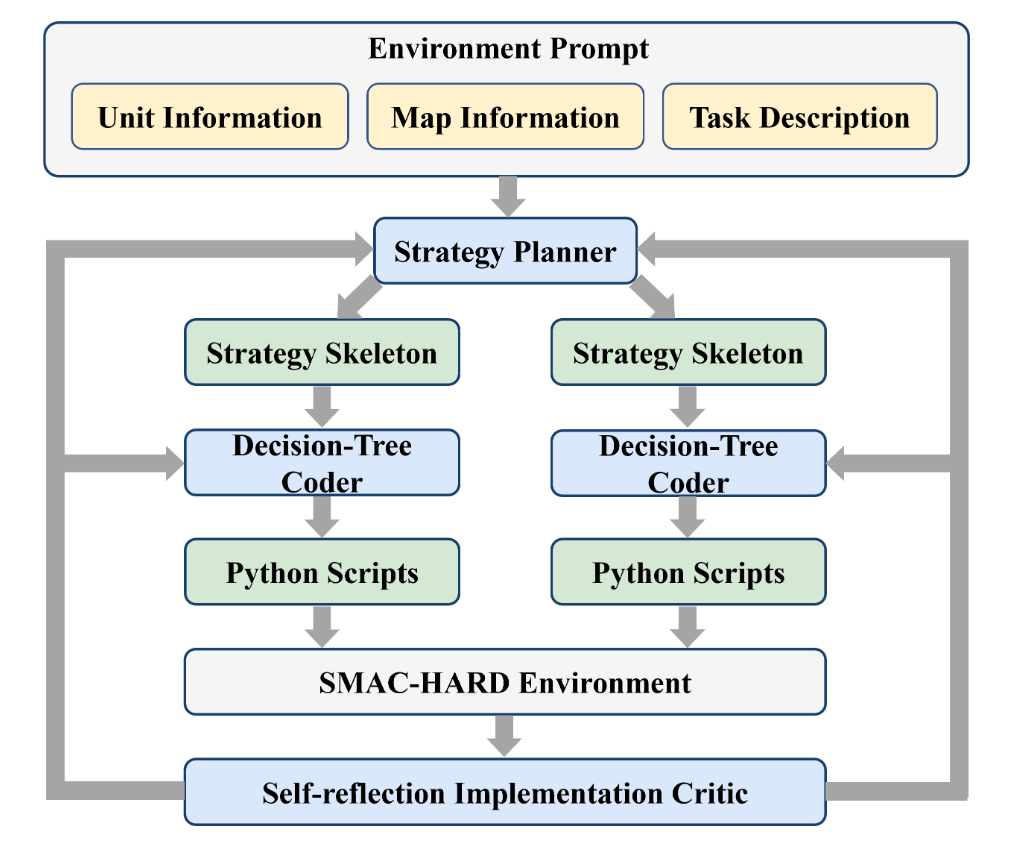 Environment Prompt
Unit Information
Map Information
Task Description
Strategy Planner
Strategy Skeleton
Strategy Skeleton
Decision-Tree
Coder
Decision-Tree
Coder
Python Scripts
Python Scripts
SMAC-HARD Environment
Self-reflection Implementation Critic